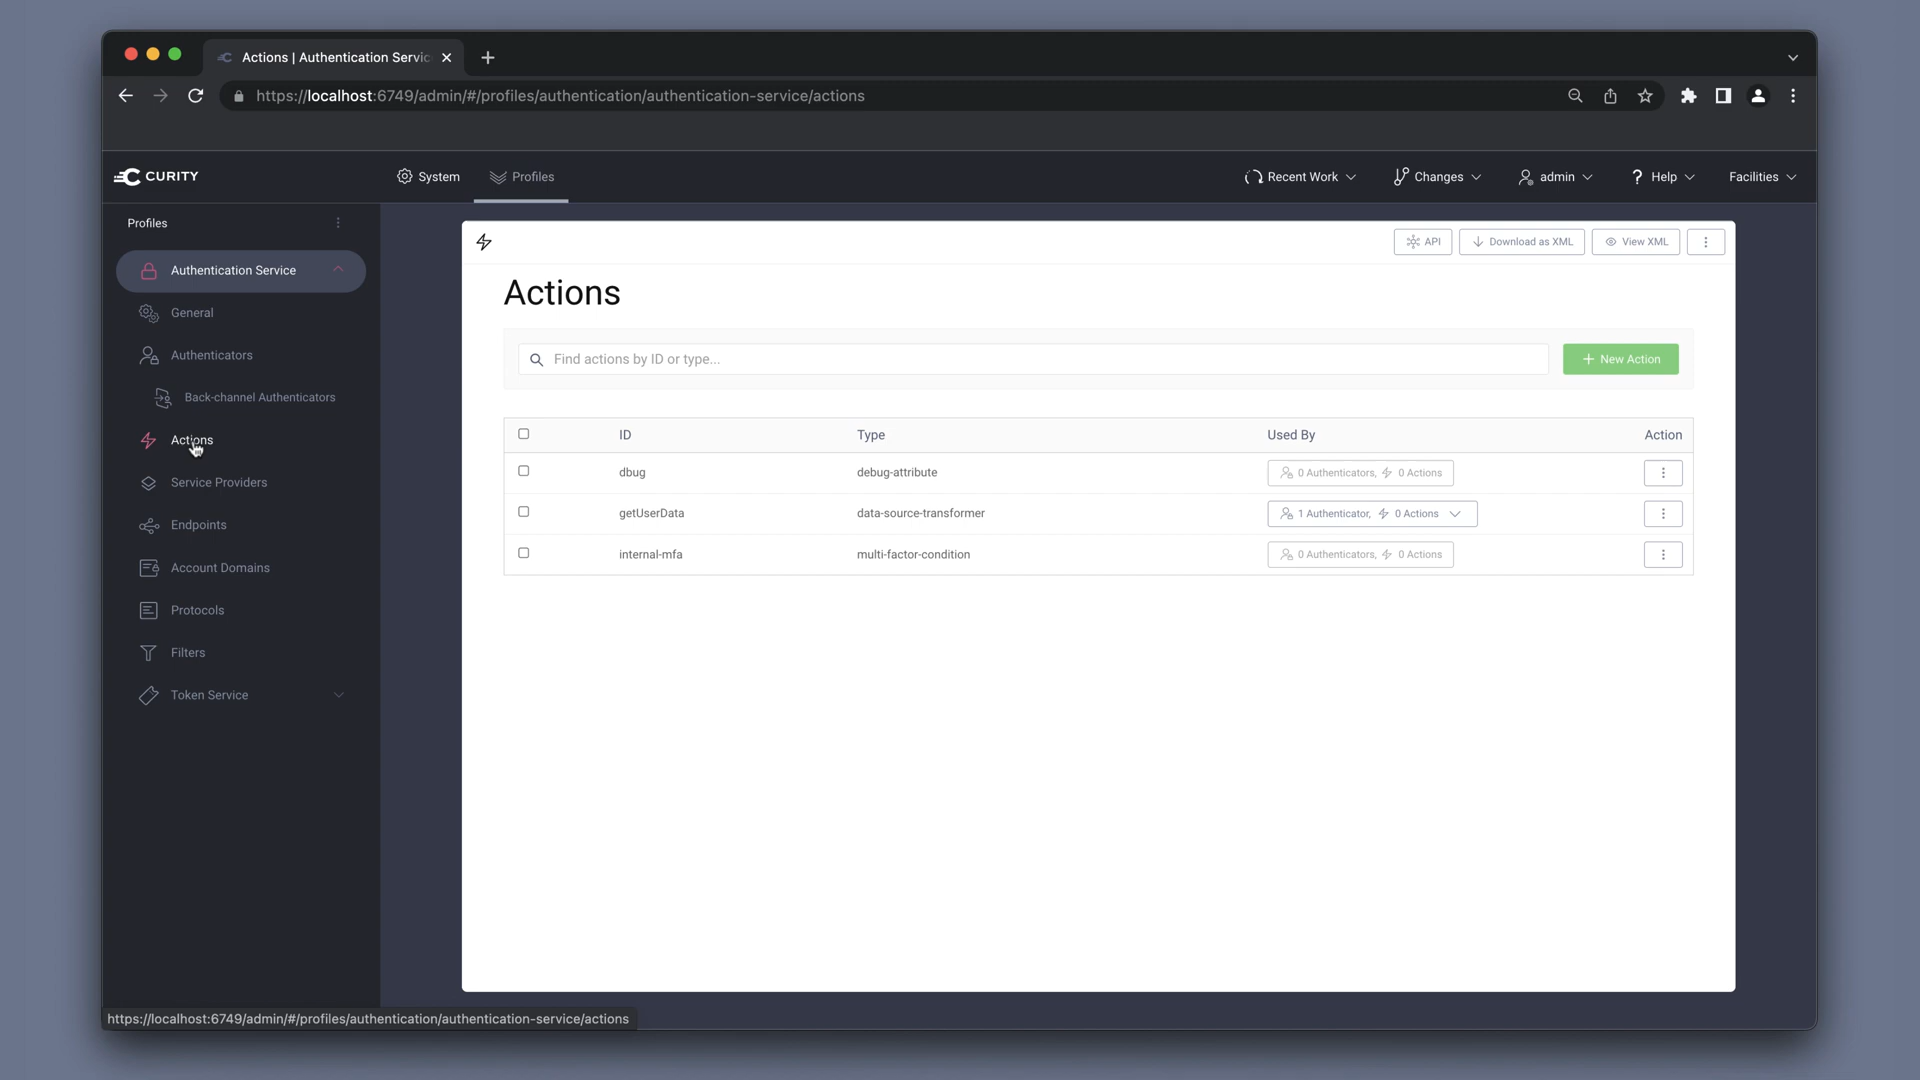 Actions | Authentication Servic
https://localhost:6749/admin/#/profiles/authentication/authentication-service/actions
CURITY
System
Profiles
Recent Work
Changes
admin
? Help
Facilities
Profiles
Authentication Service
General
Authenticators
Back-channel Authenticators
Actions
Service Providers
Endpoints
Account Domains
Protocols
Filters
Token Service
API
Download as XML
View XML
Actions
Find actions by ID or type...
+ New Action
ID Type Used By Action
dbug debug-attribute 0 Authenticators, 0 Actions
getUserData data-source-transformer 1 Authenticator, 0 Actions
internal-mfa multi-factor-condition 0 Authenticators, 0 Actions
https://localhost:6749/admin/#/profiles/authentication/authentication-service/actions